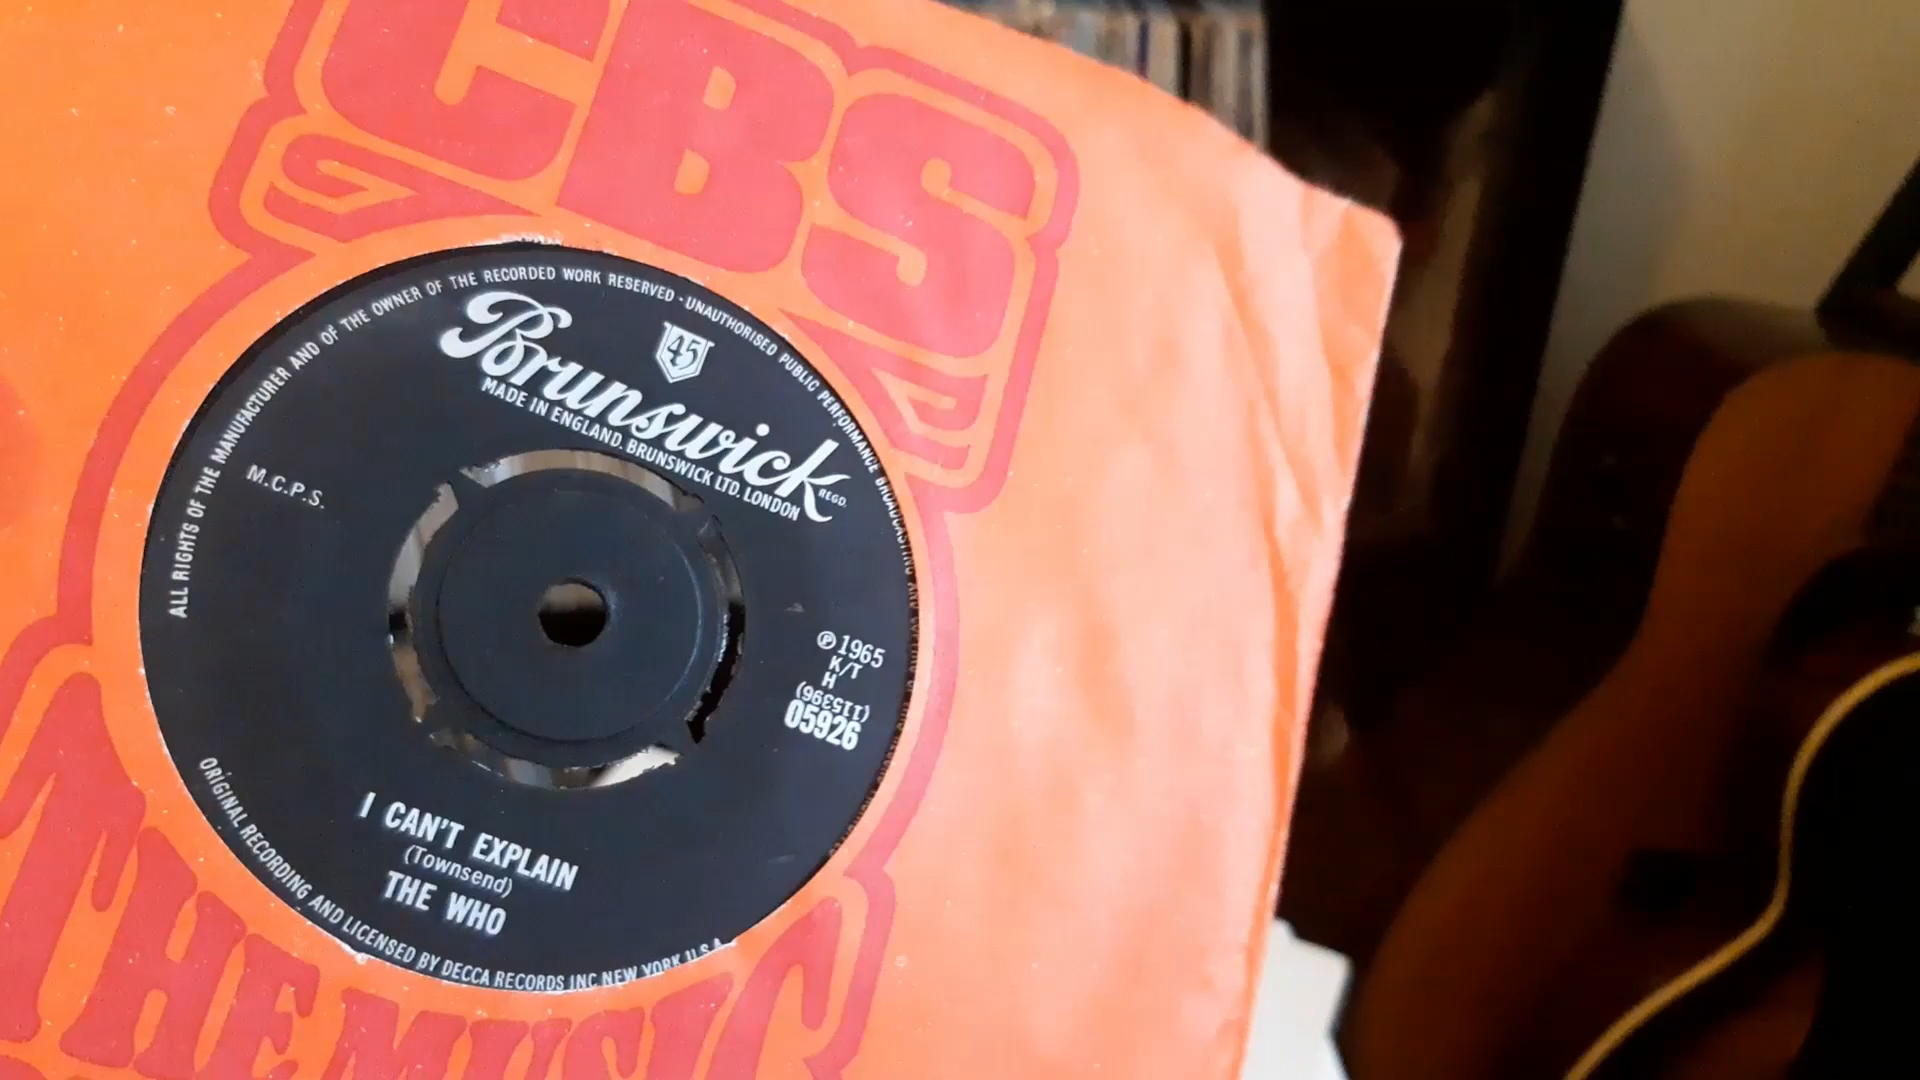 CBS
ALL RIGHTS OF THE MANUFACTURER AND OF THE OWNER OF THE RECORDED WORK RESERVED · UNAUTHORISED PUBLIC PERFORMANCE BROADCASTING AND
45
Brunswick REGD.
MADE IN ENGLAND. BRUNSWICK LTD. LONDON
M.C.P.S.
℗ 1965
K/T
H
(115396)
05926
I CAN'T EXPLAIN
(Townsend)
THE WHO
ORIGINAL RECORDING AND LICENSED BY DECCA RECORDS INC NEW YORK U.S.A.
THE MUSIC